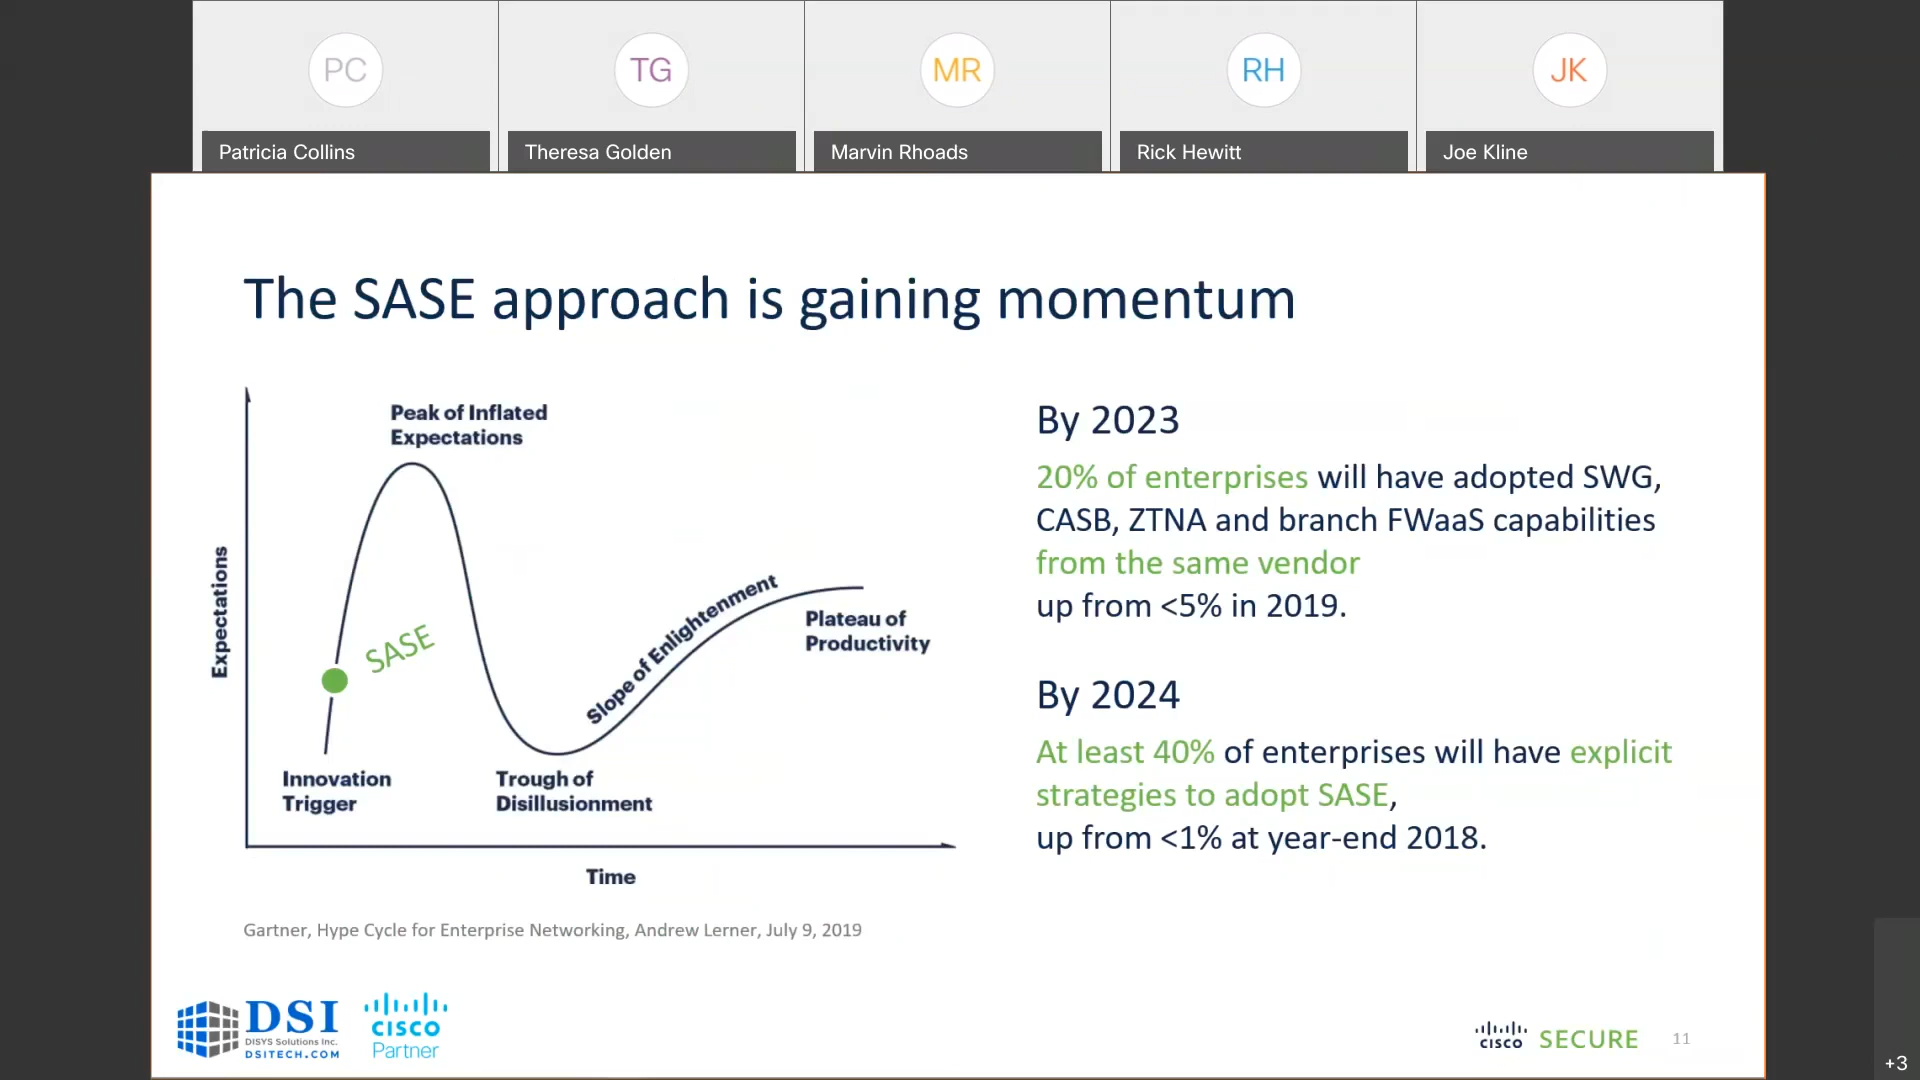 PC
TG
MR
RH
JK
Patricia Collins
Theresa Golden
Marvin Rhoads
Rick Hewitt
Joe Kline
The SASE approach is gaining momentum
Expectations
Peak of Inflated
Expectations
SASE
Innovation
Trigger
Trough of
Disillusionment
Slope of Enlightenment
Plateau of
Productivity
Time
Gartner, Hype Cycle for Enterprise Networking, Andrew Lerner, July 9, 2019
By 2023
20% of enterprises will have adopted SWG,
CASB, ZTNA and branch FWaaS capabilities
from the same vendor
up from <5% in 2019.
By 2024
At least 40% of enterprises will have explicit
strategies to adopt SASE,
up from <1% at year-end 2018.
DSI
DISYS Solutions Inc.
DSITECH.COM
CISCO
Partner
CISCO SECURE
11
+3